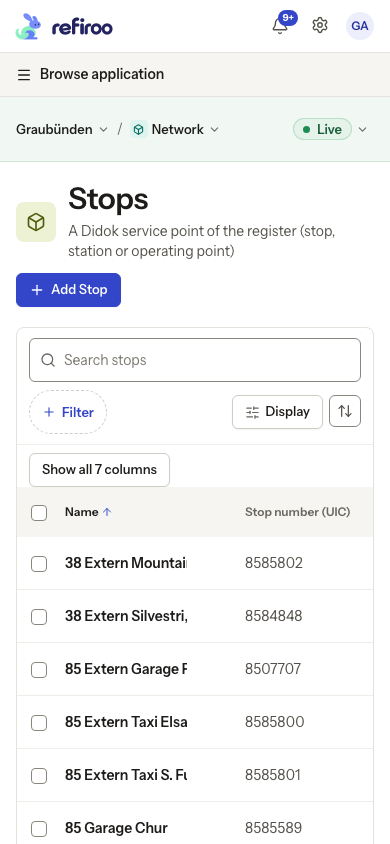 refiroo
9+
GA
Browse application
Graubünden / Network
Live
Stops
A Didok service point of the register (stop,
station or operating point)
Add Stop
Search stops
Filter
Display
Show all 7 columns
Name Stop number (UIC)
38 Extern Mountai 8585802
38 Extern Silvestri, 8584848
85 Extern Garage 8507707
85 Extern Taxi Elsa 8585800
85 Extern Taxi S. Fu 8585801
85 Garage Chur 8585589